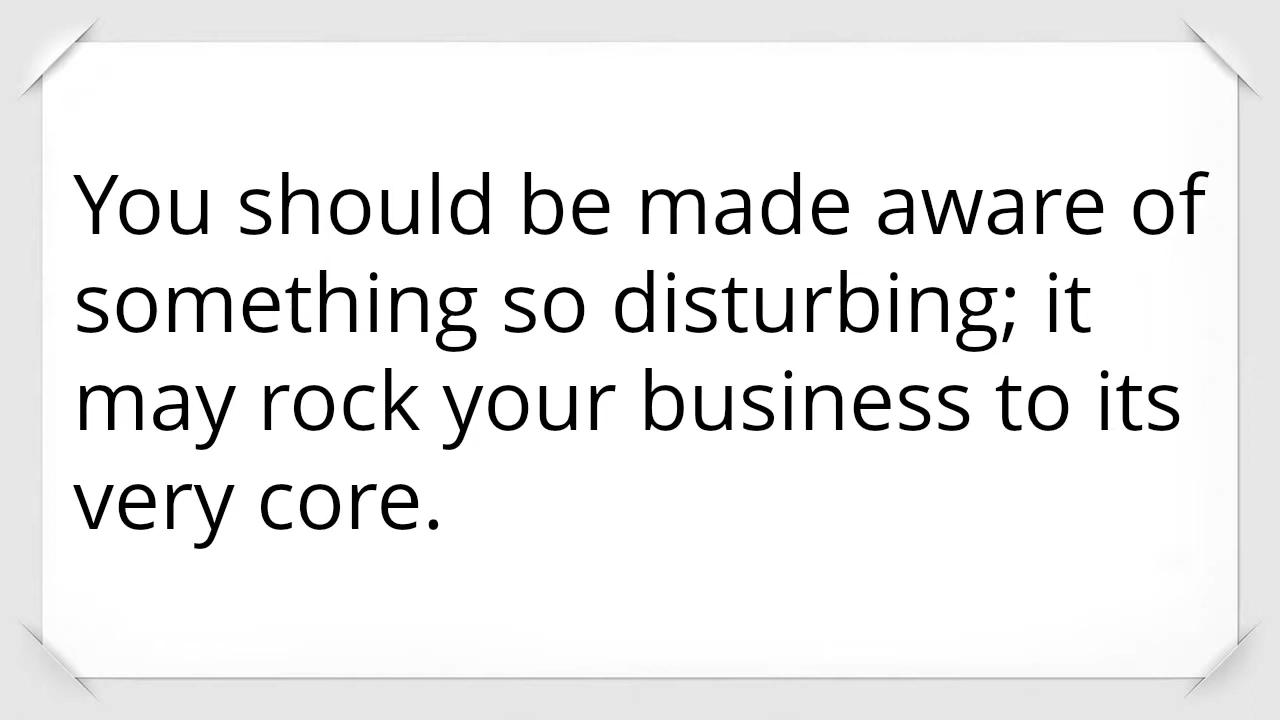 You should be made aware of
something so disturbing; it
may rock your business to its
very core.